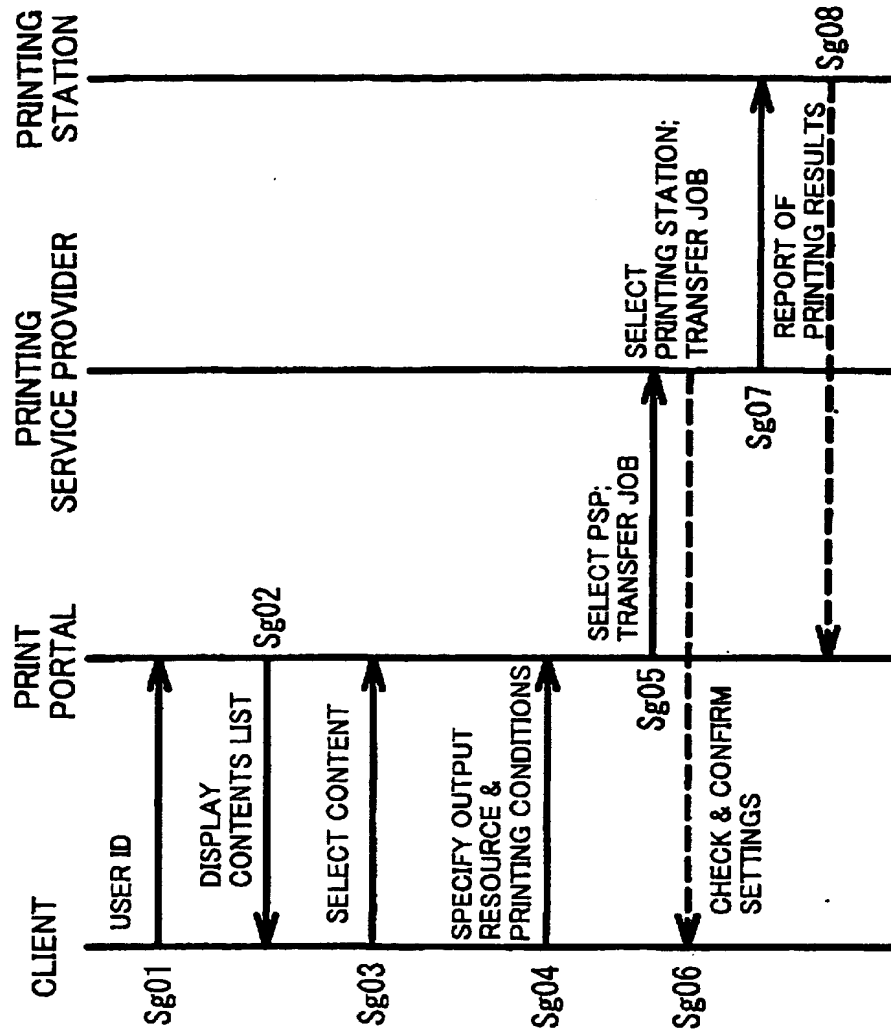 CLIENT
PRINT
PORTAL
PRINTING
SERVICE PROVIDER
PRINTING
STATION
Sg01
USER ID
DISPLAY
CONTENTS LIST
Sg02
Sg03
SELECT CONTENT
Sg04
SPECIFY OUTPUT
RESOURCE &
PRINTING CONDITIONS
SELECT PSP;
TRANSFER JOB
Sg05
SELECT
PRINTING STATION;
TRANSFER JOB
Sg06
CHECK & CONFIRM
SETTINGS
Sg07
REPORT OF
PRINTING RESULTS
Sg08